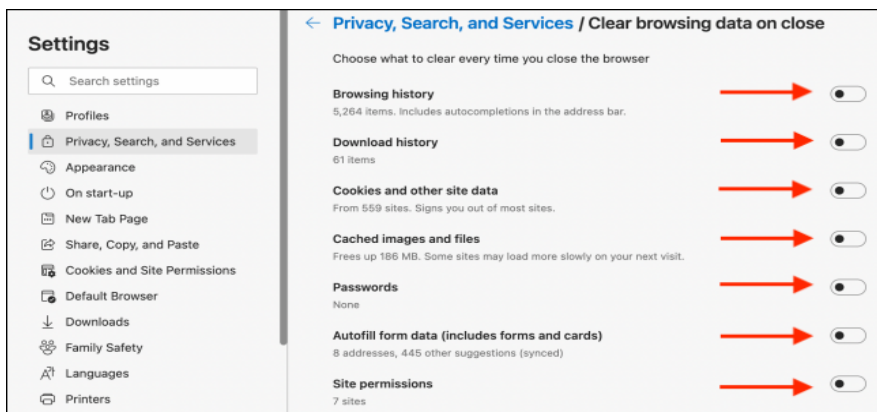 Settings
Search settings
Profiles
Privacy, Search, and Services
Appearance
On start-up
New Tab Page
Share, Copy, and Paste
Cookies and Site Permissions
Default Browser
Downloads
Family Safety
Languages
Printers
Privacy, Search, and Services / Clear browsing data on close
Choose what to clear every time you close the browser
Browsing history
5,264 items. Includes autocompletions in the address bar.
Download history
61 items
Cookies and other site data
From 559 sites. Signs you out of most sites.
Cached images and files
Frees up 186 MB. Some sites may load more slowly on your next visit.
Passwords
None
Autofill form data (includes forms and cards)
8 addresses, 445 other suggestions (synced)
Site permissions
7 sites